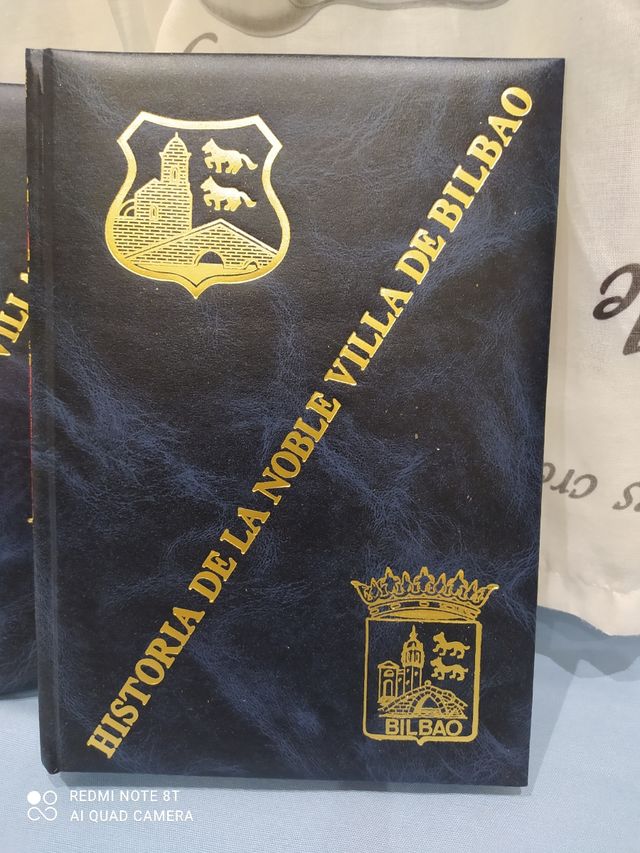 HISTORIA DE LA NOBLE VILLA DE BILBAO
BILBAO
REDMI NOTE 8T
AI QUAD CAMERA